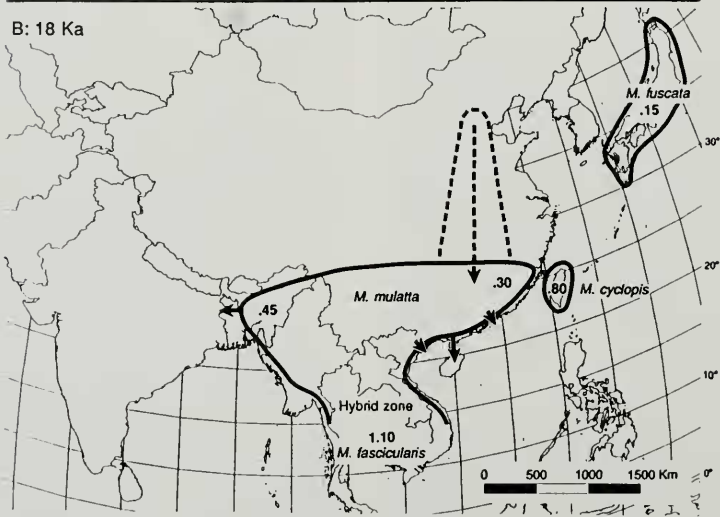 B: 18 Ka
M. fuscata
.15
30°
20°
.30
M. mulatta
.80
M. cyclopis
.45
10°
Hybrid zone
1.10
M. fascicularis
0 500 1000 1500 Km
0°